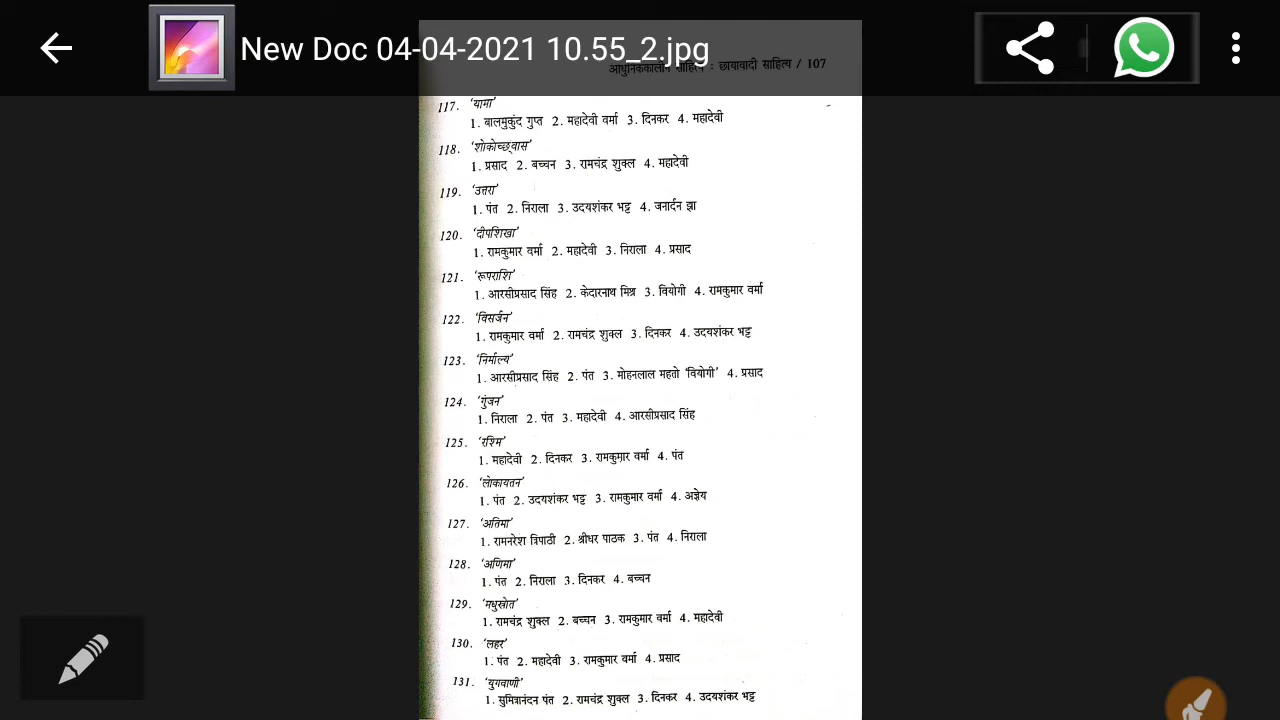 New Doc 04-04-2021 10.55_2.jpg
आधुनिककालीन साहित्य : छायावादी साहित्य / 107
117. ‘यामा’
1. बालमुकुंद गुप्त 2. महादेवी वर्मा 3. दिनकर 4. महादेवी
118. ‘शोकोच्छ्वास’
1. प्रसाद 2. बच्चन 3. रामचंद्र शुक्ल 4. महादेवी
119. ‘उत्तरा’
1. पंत 2. निराला 3. उदयशंकर भट्ट 4. जनार्दन झा
120. ‘दीपशिखा’
1. रामकुमार वर्मा 2. महादेवी 3. निराला 4. प्रसाद
121. ‘रूपराशि’
1. आरसीप्रसाद सिंह 2. केदारनाथ मिश्र 3. वियोगी 4. रामकुमार वर्मा
122. ‘विसर्जन’
1. रामकुमार वर्मा 2. रामचंद्र शुक्ल 3. दिनकर 4. उदयशंकर भट्ट
123. ‘निर्माल्य’
1. आरसीप्रसाद सिंह 2. पंत 3. मोहनलाल महतो ‘वियोगी’ 4. प्रसाद
124. ‘गुंजन’
1. निराला 2. पंत 3. महादेवी 4. आरसीप्रसाद सिंह
125. ‘रश्मि’
1. महादेवी 2. दिनकर 3. रामकुमार वर्मा 4. पंत
126. ‘लोकायतन’
1. पंत 2. उदयशंकर भट्ट 3. रामकुमार वर्मा 4. अज्ञेय
127. ‘अतिमा’
1. रामनरेश त्रिपाठी 2. श्रीधर पाठक 3. पंत 4. निराला
128. ‘अणिमा’
1. पंत 2. निराला 3. दिनकर 4. बच्चन
129. ‘मधुस्रोत’
1. रामचंद्र शुक्ल 2. बच्चन 3. रामकुमार वर्मा 4. महादेवी
130. ‘लहर’
1. पंत 2. महादेवी 3. रामकुमार वर्मा 4. प्रसाद
131. ‘युगवाणी’
1. सुमित्रानंदन पंत 2. रामचंद्र शुक्ल 3. दिनकर 4. उदयशंकर भट्ट